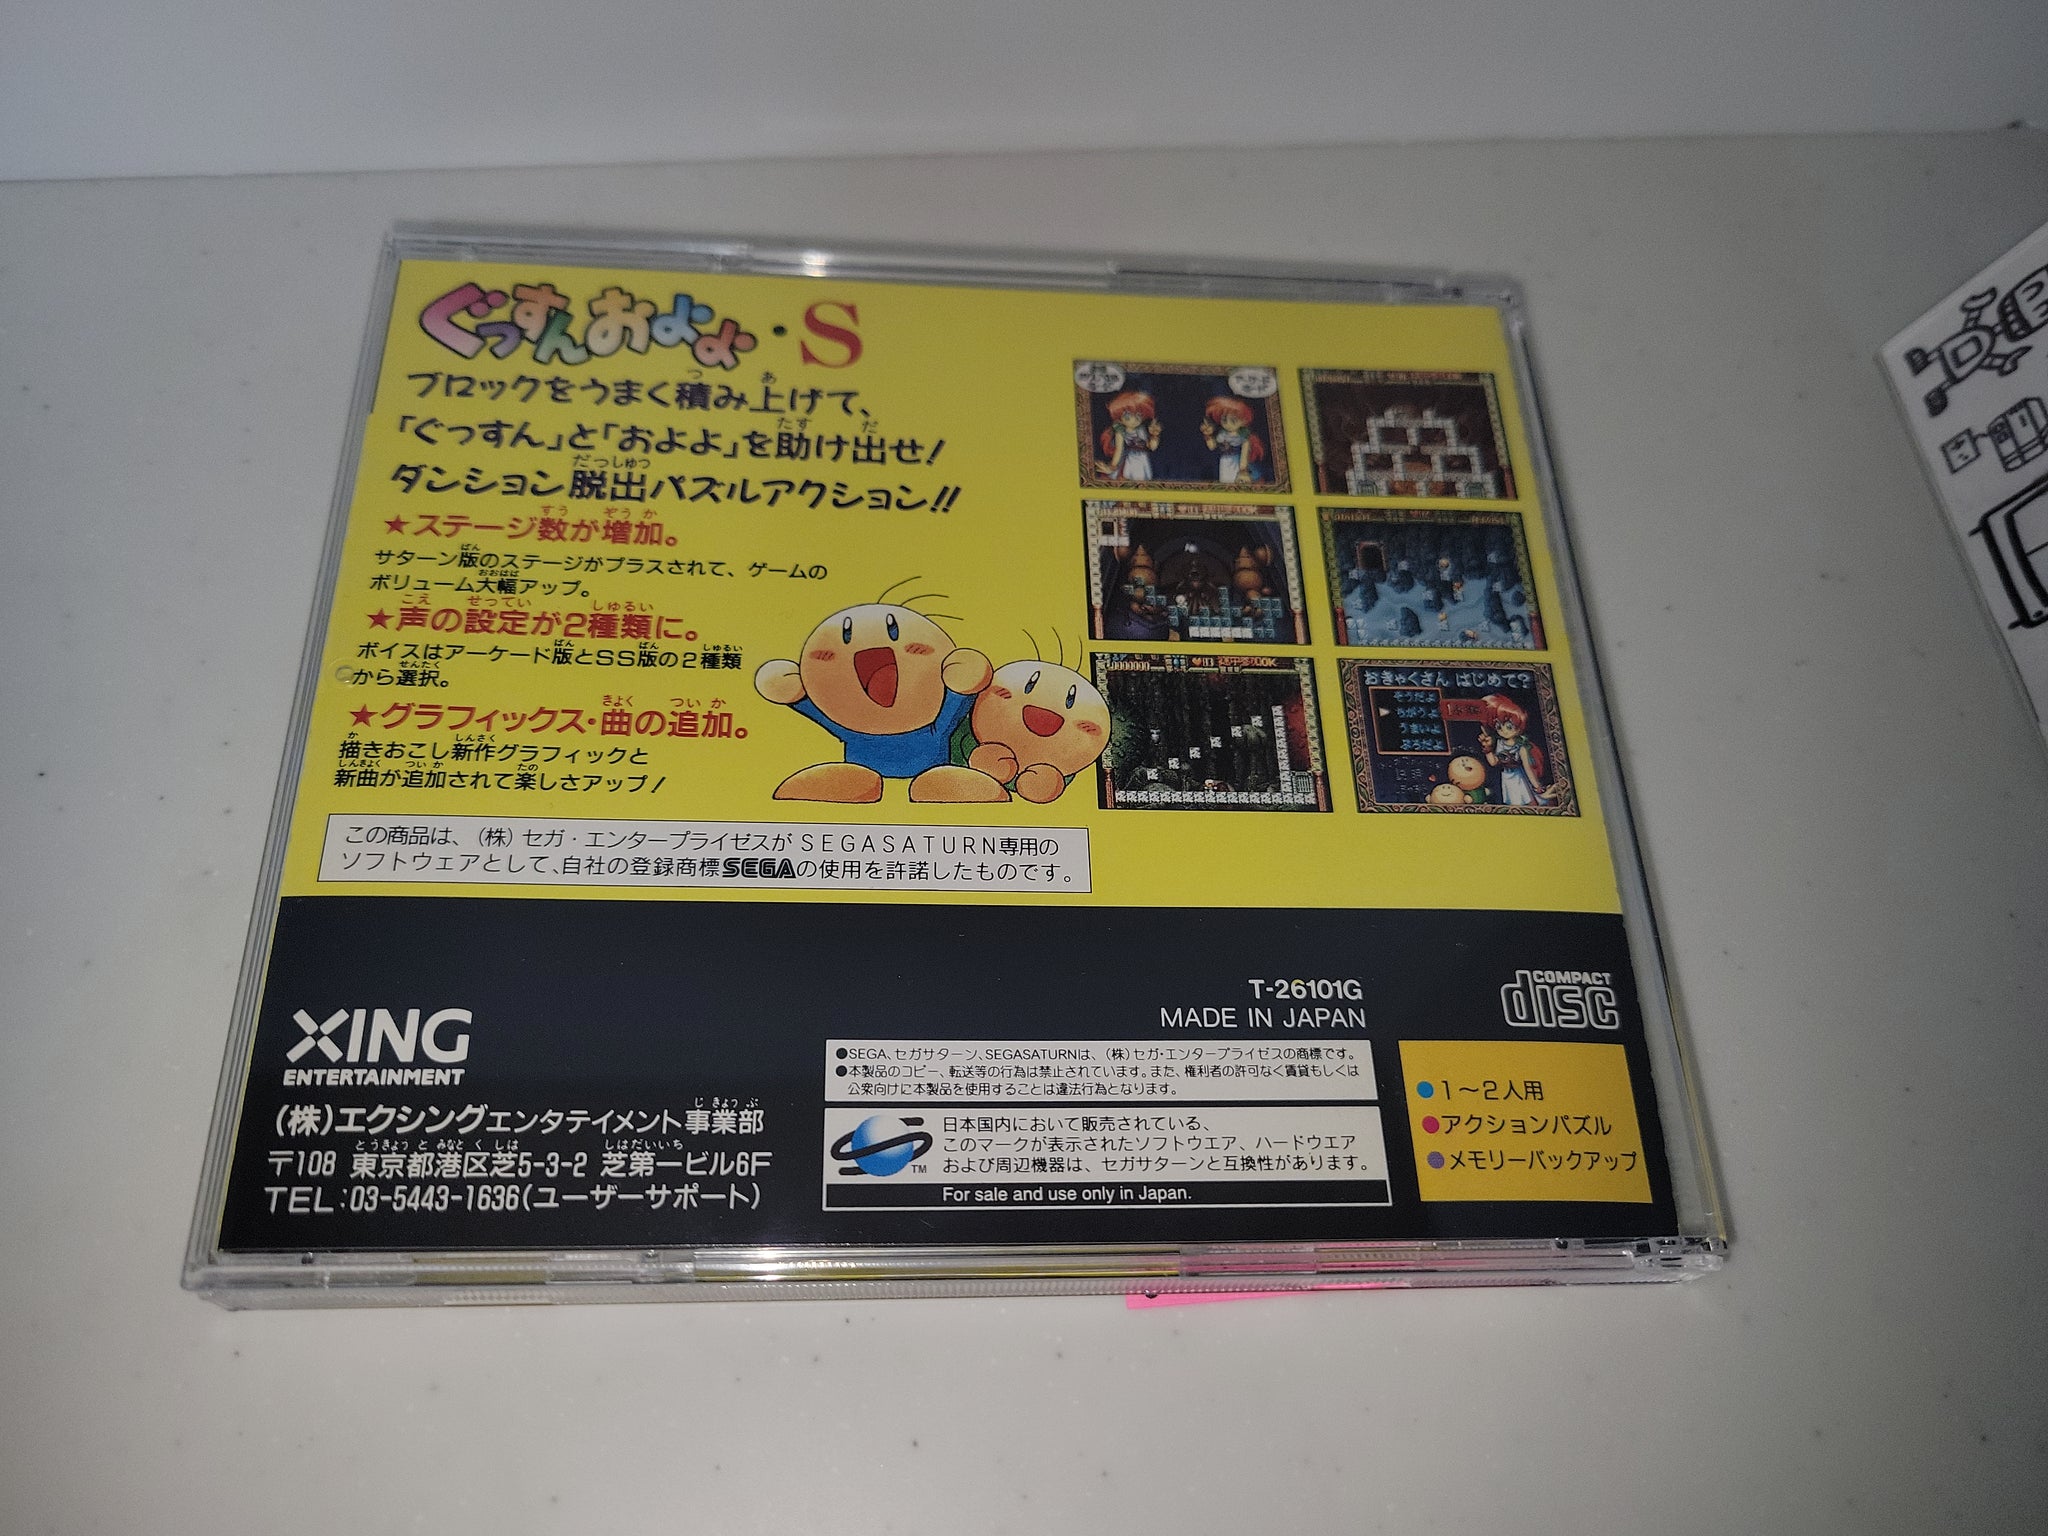 ぐっすんおよよ・S
ブロックをうまく積み上げて、
「ぐっすん」と「およよ」を助け出せ!
ダンジョン脱出パズルアクション!!
★ステージ数が増加。
サターン版のステージがプラスされて、ゲームの
ボリューム大幅アップ。
★声の設定が2種類に。
ボイスはアーケード版とSS版の2種類
から選択。
★グラフィックス・曲の追加。
描きおこし新作グラフィックと
新曲が追加されて楽しさアップ!
おきゃくさん はじめて?
そうだよ
ちがうよ
うまいよ
ぷろだよ
この商品は、(株)セガ・エンタープライゼスがSEGASATURN専用の
ソフトウェアとして、自社の登録商標SEGAの使用を許諾したものです。
XING
ENTERTAINMENT
(株)エクシングエンタテイメント事業部
〒108 東京都港区芝5-3-2 芝第一ビル6F
TEL:03-5443-1636(ユーザーサポート)
T-26101G
MADE IN JAPAN
COMPACT
disc
●SEGA、セガサターン、SEGASATURNは、(株)セガ・エンタープライゼスの商標です。
●本製品のコピー、転送等の行為は禁止されています。また、権利者の許可なく賃貸もしくは
公衆向けに本製品を使用することは違法行為となります。
日本国内において販売されている、
このマークが表示されたソフトウエア、ハードウエア
および周辺機器は、セガサターンと互換性があります。
TM
For sale and use only in Japan.
●1〜2人用
●アクションパズル
●メモリーバックアップ